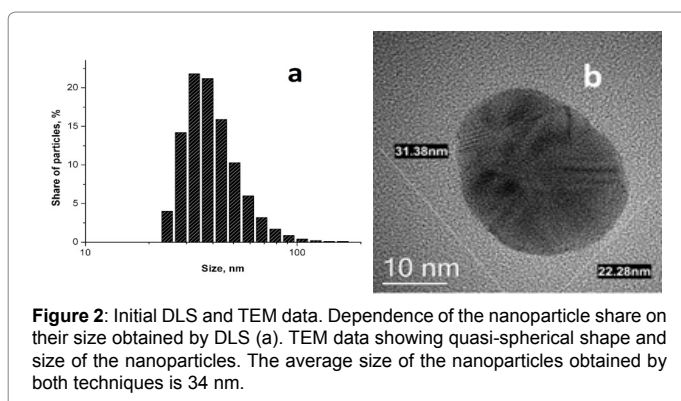 a
Share of particles, %
20
15
10
5
0
10
100
Size, nm
b
31.38nm
22.28nm
10 nm
Figure 2: Initial DLS and TEM data. Dependence of the nanoparticle share on
their size obtained by DLS (a). TEM data showing quasi-spherical shape and
size of the nanoparticles. The average size of the nanoparticles obtained by
both techniques is 34 nm.